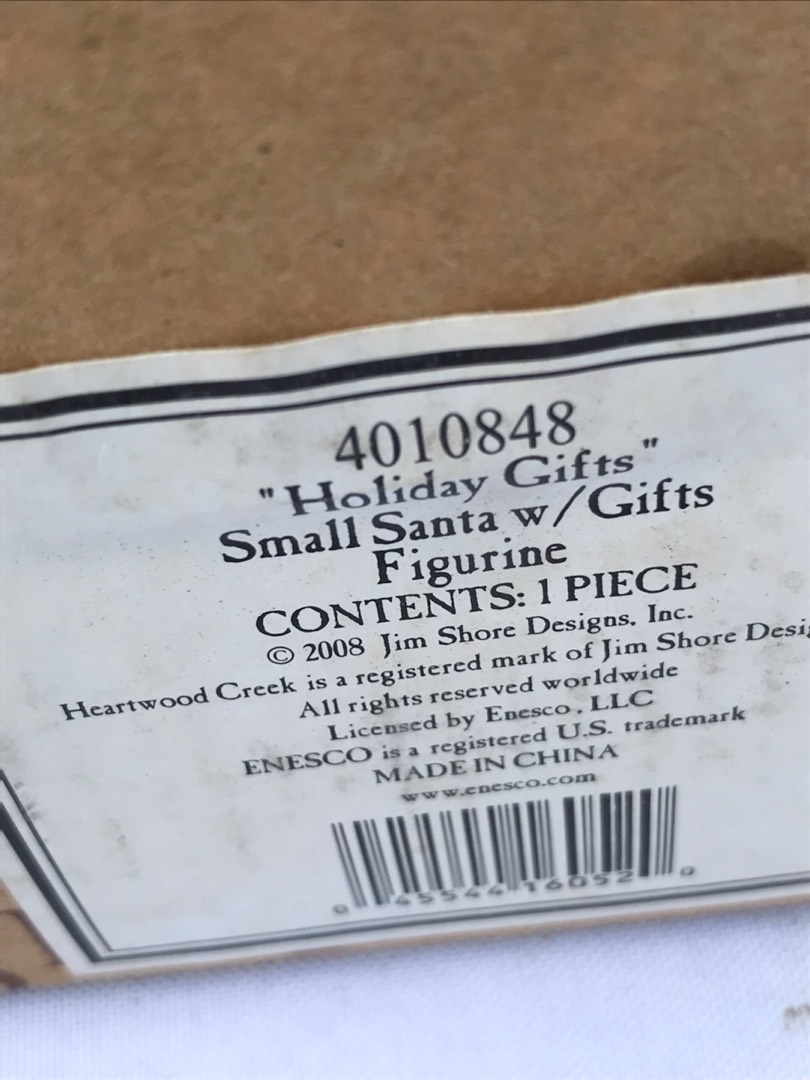 4010848
"Holiday Gifts"
Small Santa w/Gifts
Figurine
CONTENTS: 1 PIECE
© 2008 Jim Shore Designs, Inc.
Heartwood Creek is a registered mark of Jim Shore Desi
All rights reserved worldwide
Licensed by Enesco, LLC
ENESCO is a registered U.S. trademark
MADE IN CHINA
www.enesco.com
0 45544 16052 0